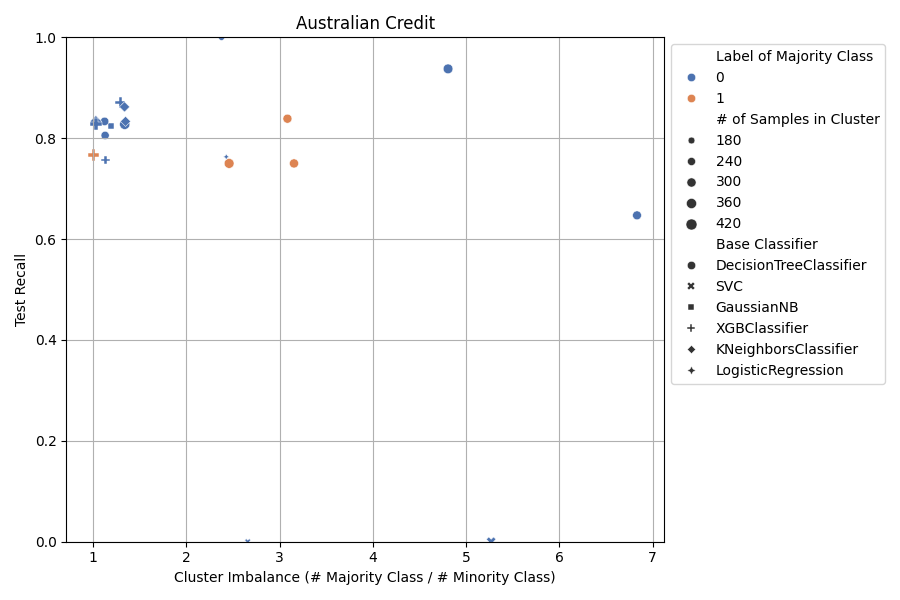 Australian Credit
Test Recall
1.0
0.8
0.6
0.4
0.2
0.0
1 2 3 4 5 6 7
Cluster Imbalance (# Majority Class / # Minority Class)
Label of Majority Class
0
1
# of Samples in Cluster
180
240
300
360
420
Base Classifier
DecisionTreeClassifier
SVC
GaussianNB
XGBClassifier
KNeighborsClassifier
LogisticRegression